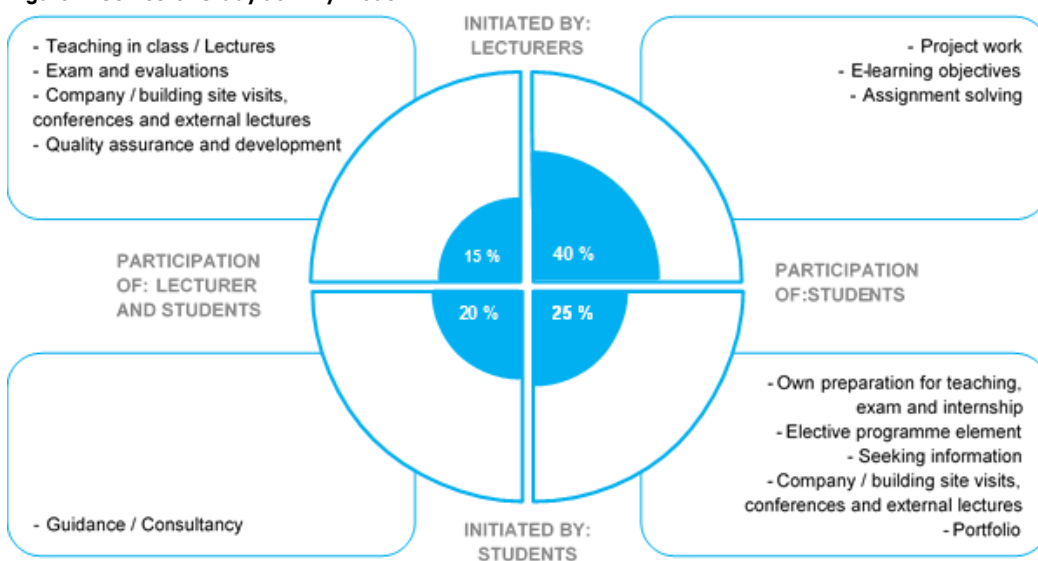 INITIATED BY:
LECTURERS
- Teaching in class / Lectures
- Exam and evaluations
- Company / building site visits,
conferences and external lectures
- Quality assurance and development
- Project work
- E-learning objectives
- Assignment solving
15 %
40 %
PARTICIPATION
OF: LECTURER
AND STUDENTS
PARTICIPATION
OF:STUDENTS
20 %
25 %
- Guidance / Consultancy
- Own preparation for teaching,
exam and internship
- Elective programme element
- Seeking information
- Company / building site visits,
conferences and external lectures
- Portfolio
INITIATED BY:
STUDENTS